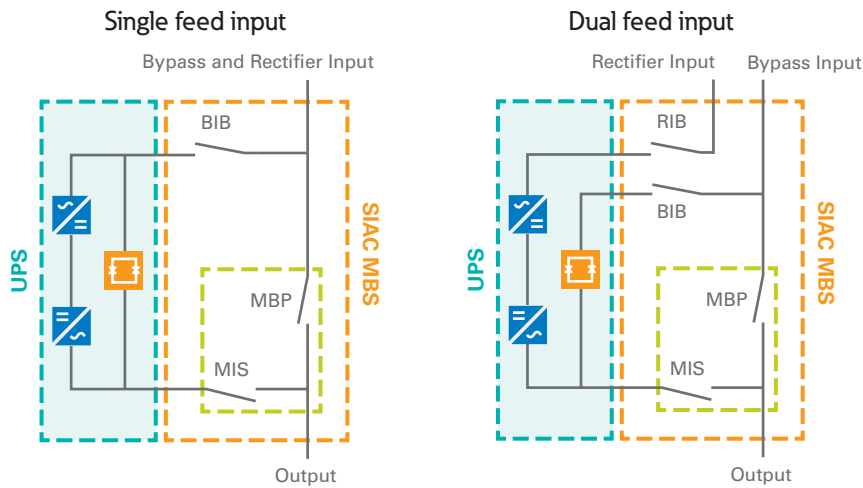 Single feed input
Bypass and Rectifier Input
BIB
UPS
SIAC MBS
MBP
MIS
Output
Dual feed input
Rectifier Input
Bypass Input
RIB
BIB
UPS
SIAC MBS
MBP
MIS
Output